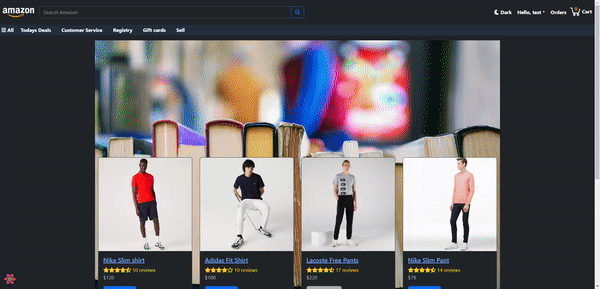 amazon
Search Amazon
Dark
Hello, test
Orders
Cart
All
Todays Deals
Customer Service
Registry
Gift cards
Sell
Nike Slim shirt
10 reviews
$120
Adidas Fit Shirt
10 reviews
$100
Lacoste Free Pants
17 reviews
$220
Nike Slim Pant
14 reviews
$78